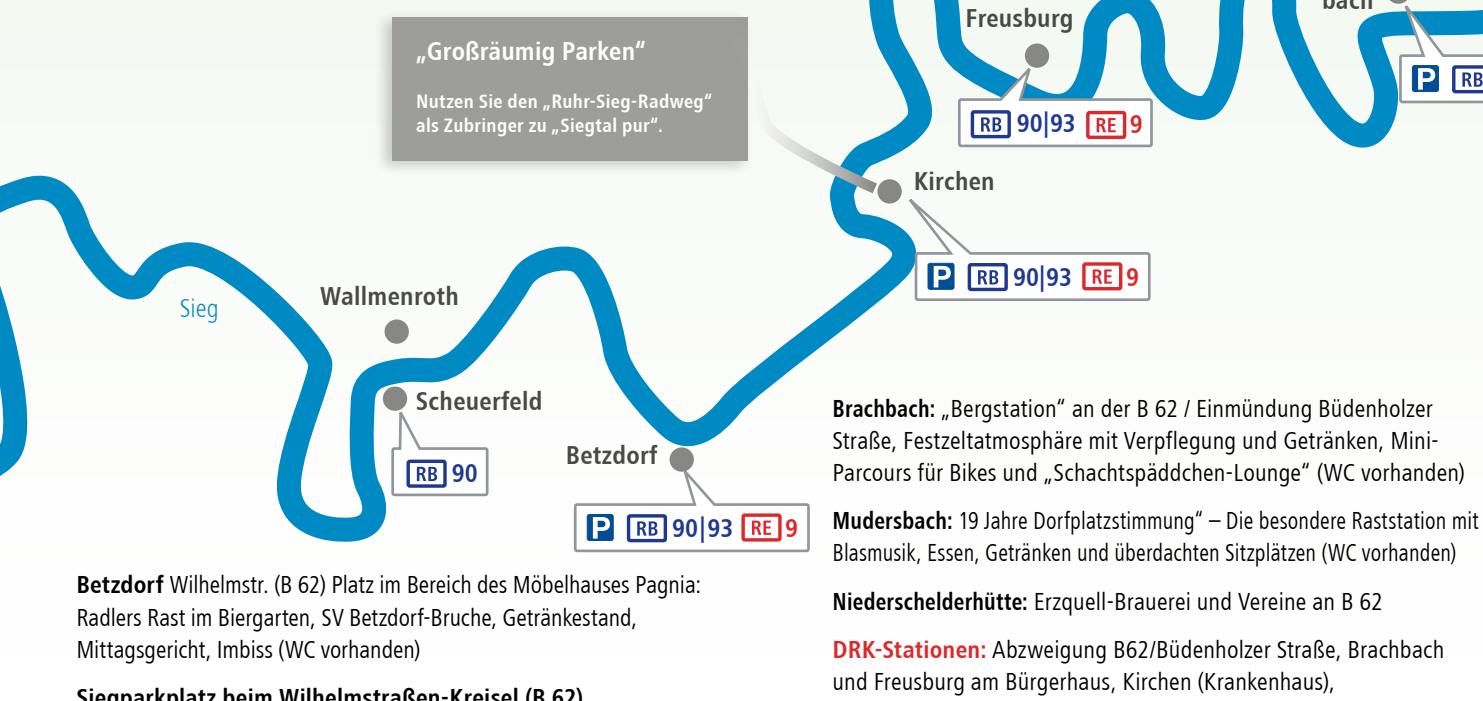 „Großräumig Parken“
Nutzen Sie den „Ruhr-Sieg-Radweg“
als Zubringer zu „Siegtal pur“.
Freusburg
RB 90|93 RE 9
bach
P RB
Kirchen
P RB 90|93 RE 9
Sieg
Wallmenroth
Scheuerfeld
RB 90
Betzdorf
P RB 90|93 RE 9
Betzdorf Wilhelmstr. (B 62) Platz im Bereich des Möbelhauses Pagnia:
Radlers Rast im Biergarten, SV Betzdorf-Bruche, Getränkestand,
Mittagsgericht, Imbiss (WC vorhanden)
Siegparkplatz beim Wilhelmstraßen-Kreisel (B 62)
Brachbach: „Bergstation“ an der B 62 / Einmündung Büdenholzer
Straße, Festzeltatmosphäre mit Verpflegung und Getränken, Mini-
Parcours für Bikes und „Schachtspäddchen-Lounge“ (WC vorhanden)
Mudersbach: 19 Jahre Dorfplatzstimmung“ – Die besondere Raststation mit
Blasmusik, Essen, Getränken und überdachten Sitzplätzen (WC vorhanden)
Niederschelderhütte: Erzquell-Brauerei und Vereine an B 62
DRK-Stationen: Abzweigung B62/Büdenholzer Straße, Brachbach
und Freusburg am Bürgerhaus, Kirchen (Krankenhaus),